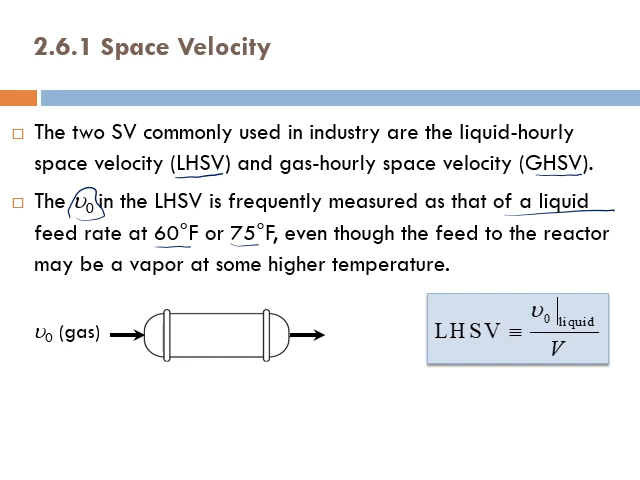 2.6.1 Space Velocity
The two SV commonly used in industry are the liquid-hourly
space velocity (LHSV) and gas-hourly space velocity (GHSV).
The υ₀ in the LHSV is frequently measured as that of a liquid
feed rate at 60°F or 75°F, even though the feed to the reactor
may be a vapor at some higher temperature.
υ₀ (gas)
LHSV ≡ υ₀|liquid / V